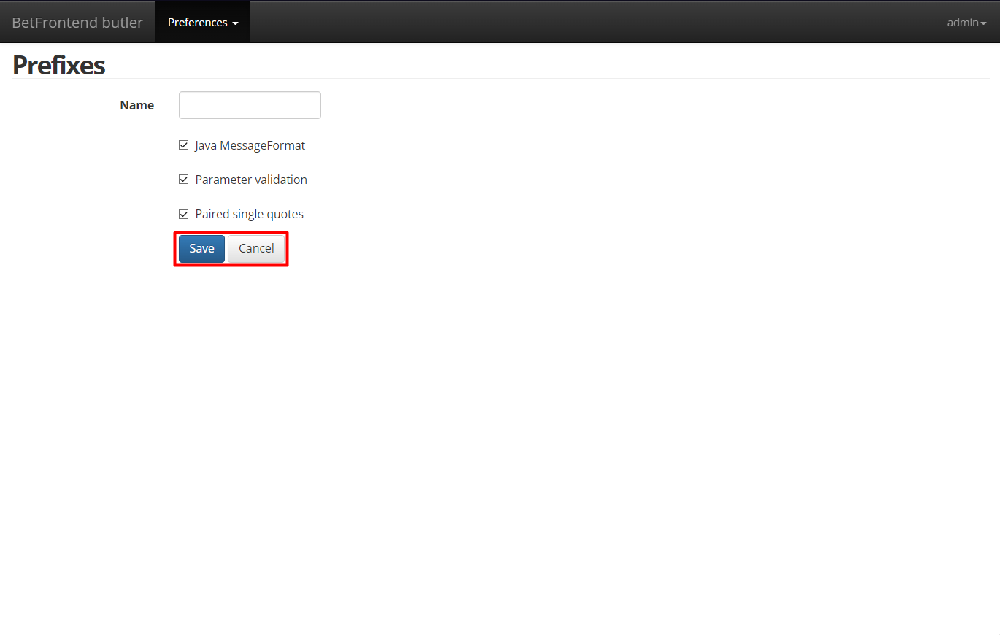 BetFrontend butler Preferences admin
Prefixes
Name
Java MessageFormat
Parameter validation
Paired single quotes
Save Cancel